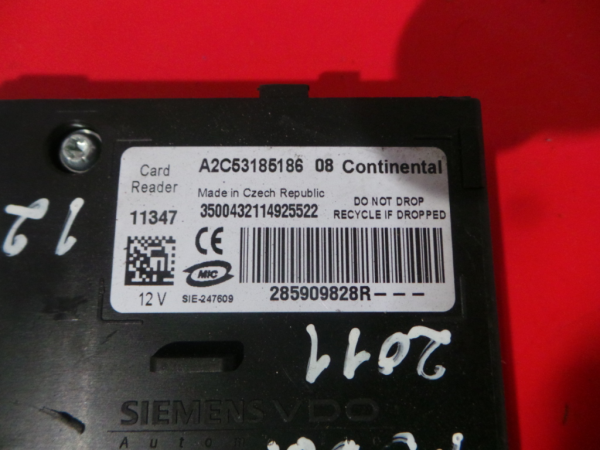 Card Reader
A2C53185186 08 Continental
Made in Czech Republic
11347
3500432114925522
DO NOT DROP
RECYCLE IF DROPPED
CE
MIC
12 V
SIE-247609
285909828R---
12
2011
SIEMENS VDO